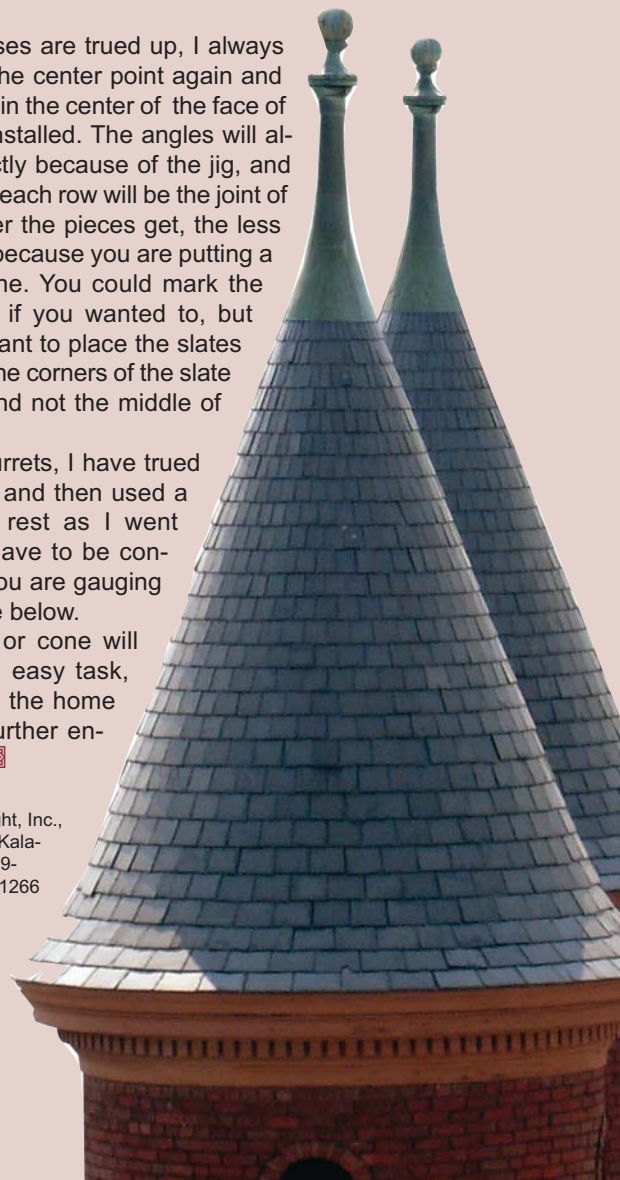 ses are trued up, I always
he center point again and
in the center of the face of
nstalled. The angles will al-
ctly because of the jig, and
each row will be the joint of
er the pieces get, the less
because you are putting a
ne. You could mark the
if you wanted to, but
ant to place the slates
he corners of the slate
nd not the middle of
urrets, I have trued
and then used a
rest as I went
ave to be con-
ou are gauging
e below.
or cone will
easy task,
the home
urther en-
ht, Inc.,
Kala-
9-
1266